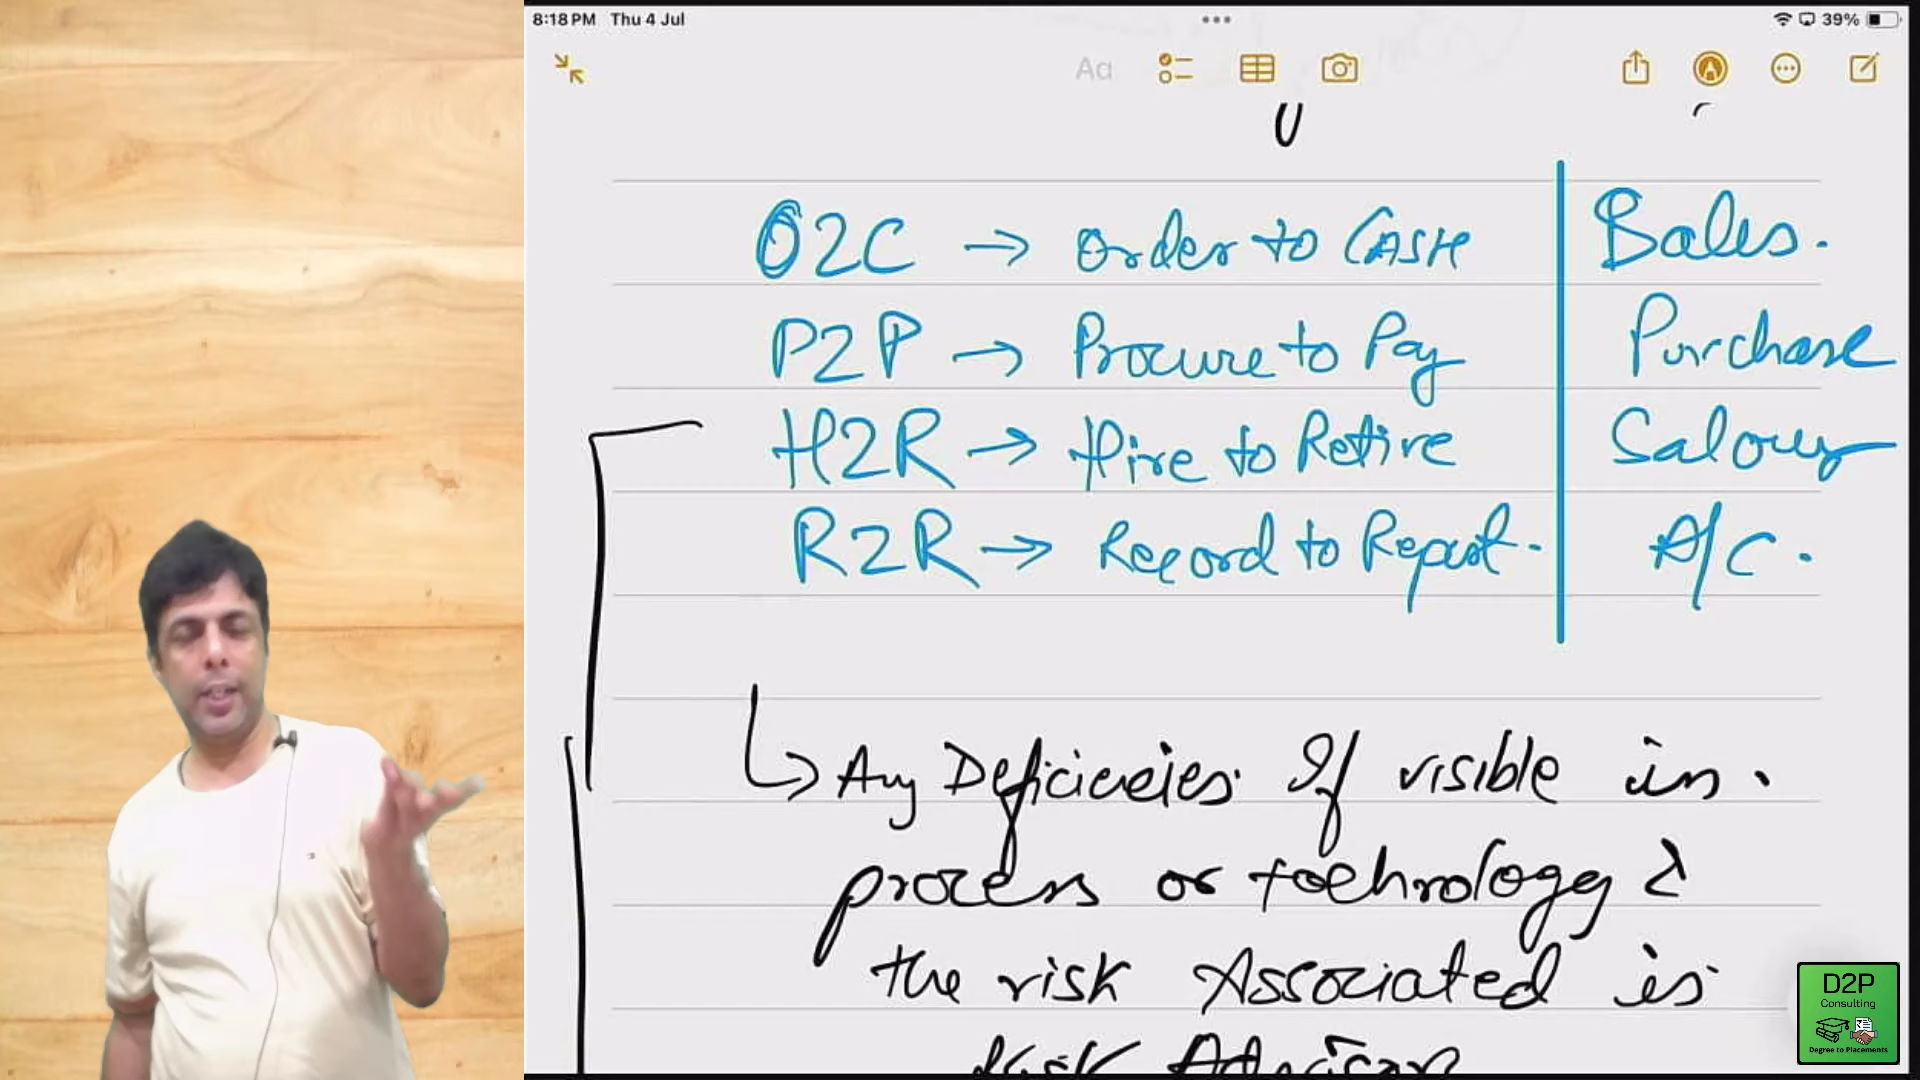 8:18 PM Thu 4 Jul
39%
Aa
O2C → Order to CASH Sales.
P2P → Procure to Pay Purchase
H2R → Hire to Retire Salary
R2R → Record to Report. A/C.
↳ Any Deficiencies. If visible in.
process or technology &
the risk Associated is
Risk Advisory
D2P
Consulting
Degree to Placements